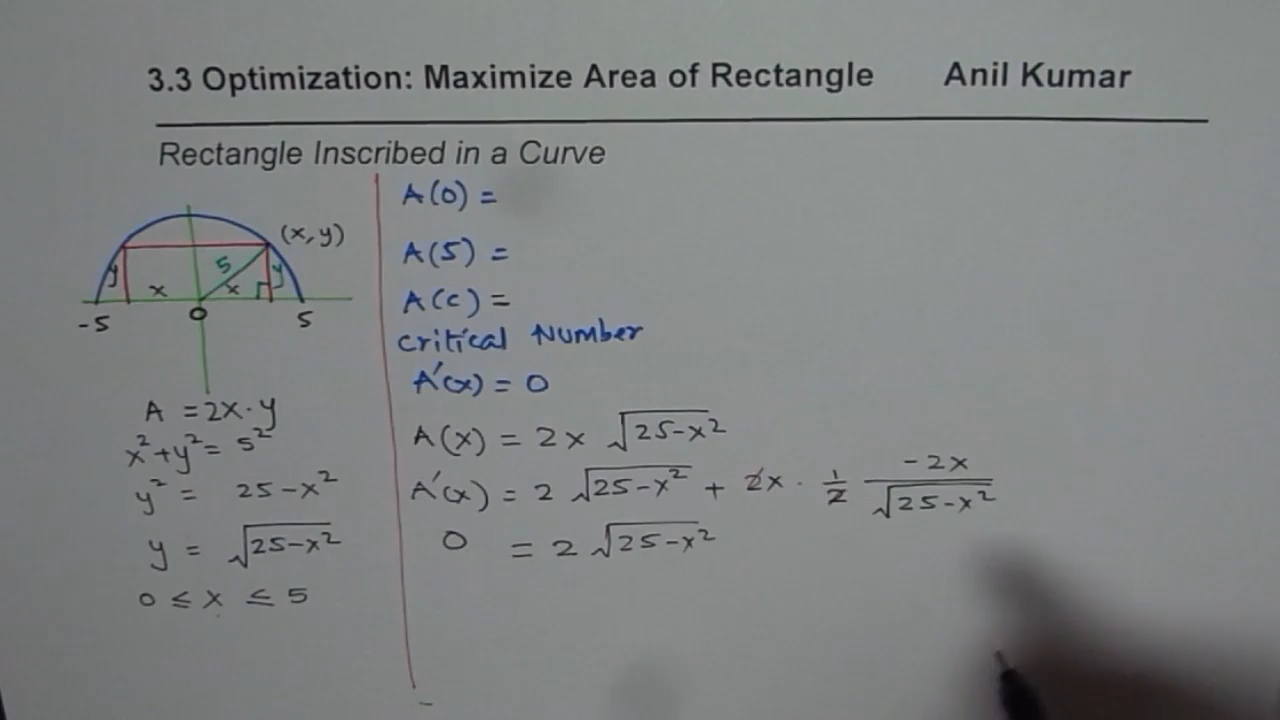 3.3 Optimization: Maximize Area of Rectangle Anil Kumar
Rectangle Inscribed in a Curve
(x, y)
5
y
y
x
x
-5
0
5
A = 2x·y
x² + y² = 5²
y² = 25-x²
y = √(25-x²)
0 ≤ x ≤ 5
A(0) =
A(5) =
A(c) =
Critical Number
A'(x) = 0
A(x) = 2x √(25-x²)
A'(x) = 2 √(25-x²) + 2x · 1/2 -2x/√(25-x²)
0 = 2 √(25-x²)